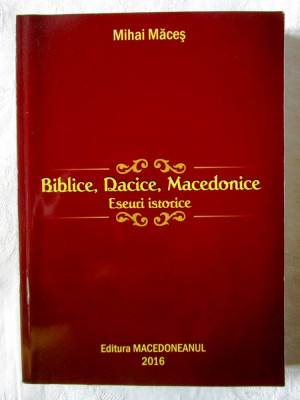 Mihai Măceș
Biblice, Dacice, Macedonice
Eseuri istorice
Editura MACEDONEANUL
2016